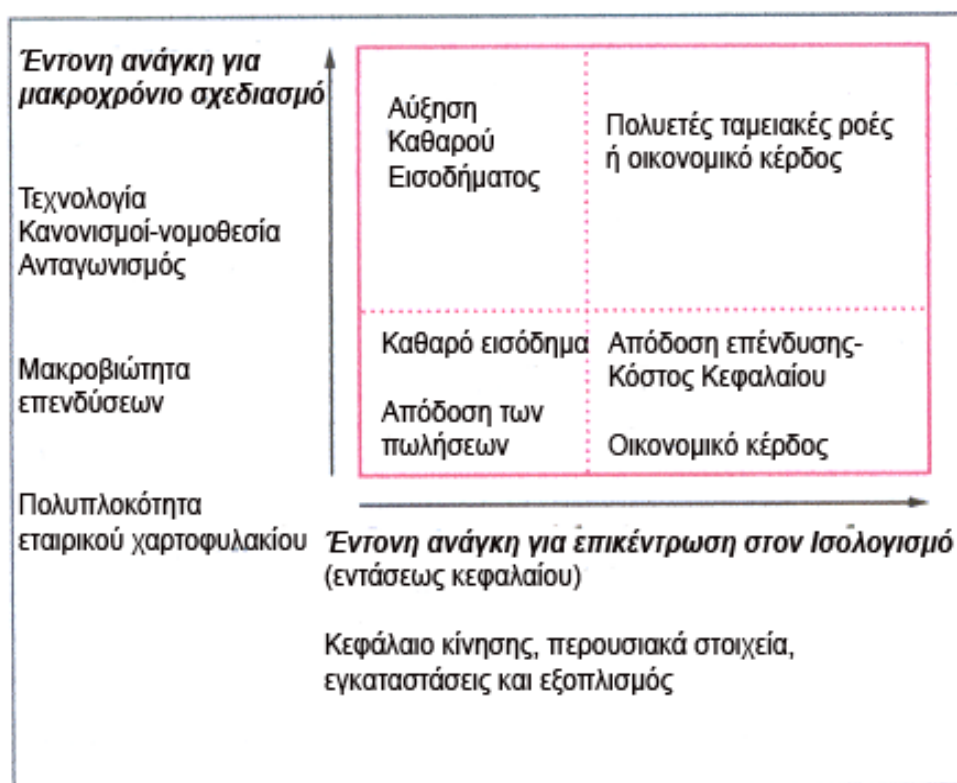 Έντονη ανάγκη για
μακροχρόνιο σχεδιασμό
Τεχνολογία
Κανονισμοί-νομοθεσία
Ανταγωνισμός
Μακροβιώτητα
επενδύσεων
Πολυπλοκότητα
εταιρικού χαρτοφυλακίου
Αύξηση
Καθαρού
Εισοδήματος
Πολυετές ταμειακές ροές
ή οικονομικό κέρδος
Καθαρό εισόδημα
Απόδοση των
πωλήσεων
Απόδοση επένδυσης-
Κόστος Κεφαλαίου
Οικονομικό κέρδος
Έντονη ανάγκη για επικέντρωση στον Ισολογισμό
(εντάσεως κεφαλαίου)
Κεφάλαιο κίνησης, περουσιακά στοιχεία,
εγκαταστάσεις και εξοπλισμός